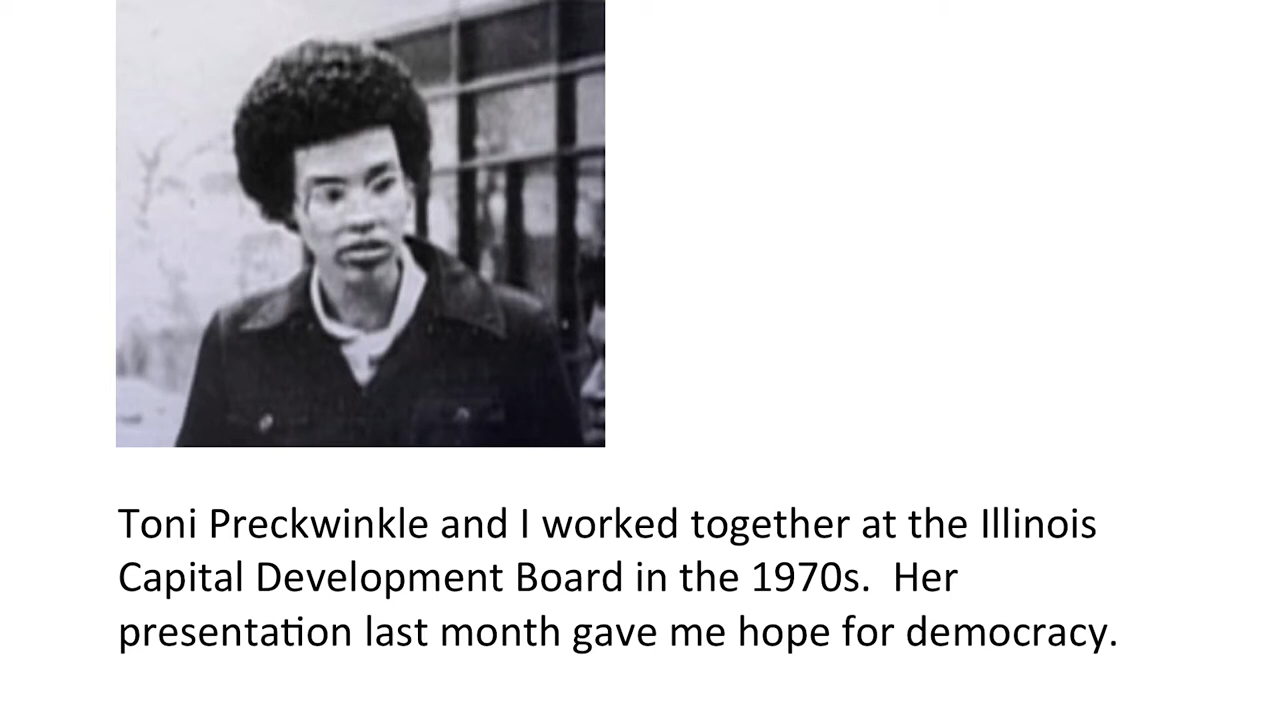 Toni Preckwinkle and I worked together at the Illinois
Capital Development Board in the 1970s.  Her
presentation last month gave me hope for democracy.